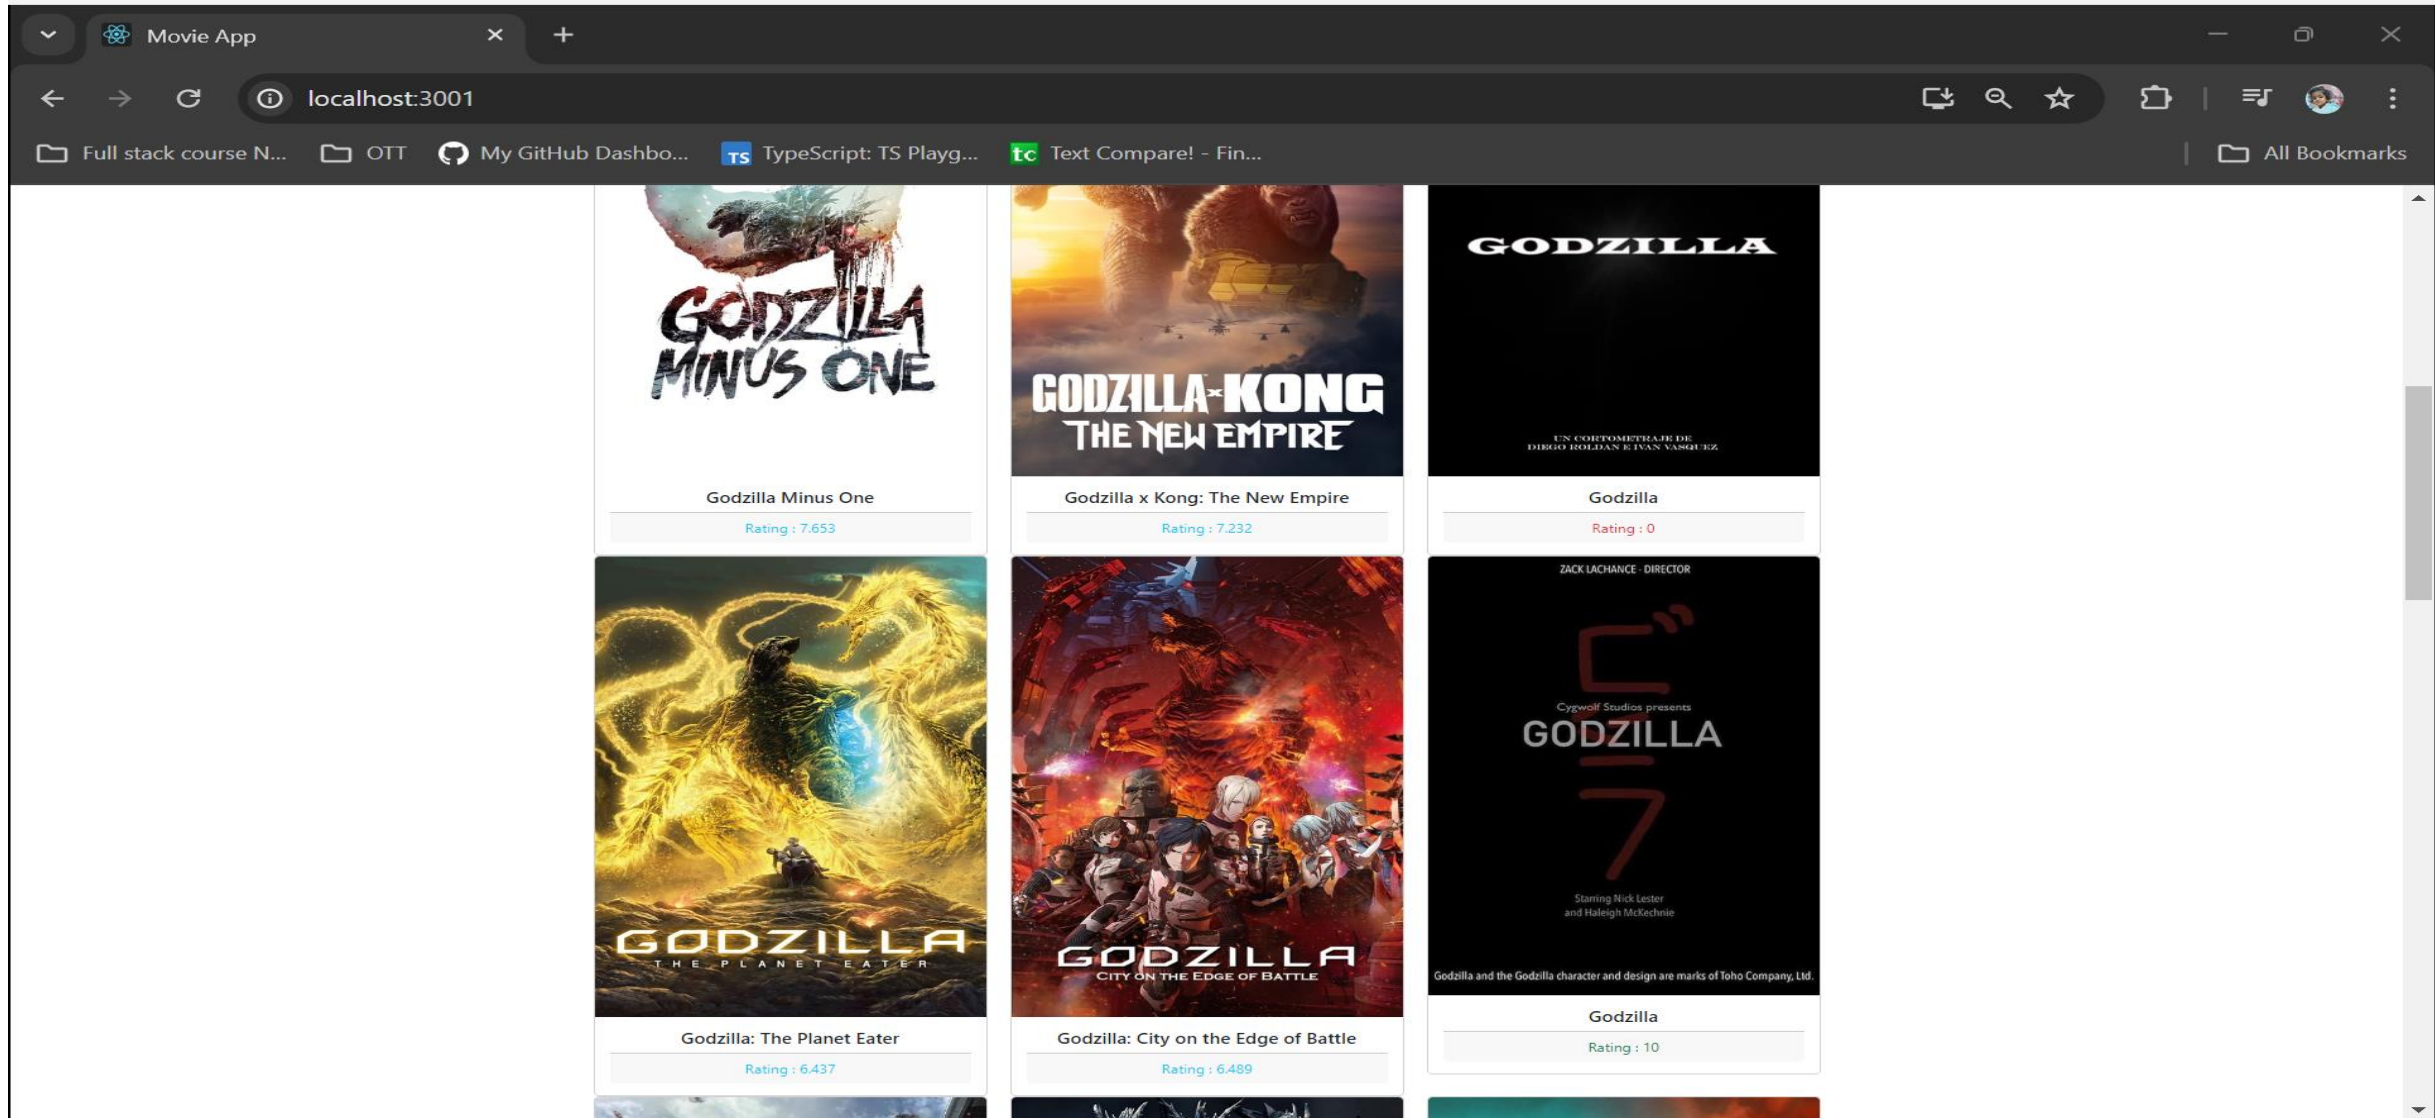 Movie App
localhost:3001
Full stack course N...
OTT
My GitHub Dashbo...
TS
TypeScript: TS Playg...
tc
Text Compare! - Fin...
All Bookmarks
GODZILLA
MINUS ONE
Godzilla Minus One
Rating : 7.653
GODZILLA x KONG
THE NEW EMPIRE
Godzilla x Kong: The New Empire
Rating : 7.232
GODZILLA
UN CORTOMETRAJE DE
DIEGO ROLDAN E IVAN VASQUEZ
Godzilla
Rating : 0
GODZILLA
THE PLANET EATER
Godzilla: The Planet Eater
Rating : 6.437
GODZILLA
CITY ON THE EDGE OF BATTLE
Godzilla: City on the Edge of Battle
Rating : 6.489
ZACK LACHANCE - DIRECTOR
ゴジラ
Cygwolf Studios presents
GODZILLA
Starring Nick Lester
and Haleigh McKechnie
Godzilla and the Godzilla character and design are marks of Toho Company, Ltd.
Godzilla
Rating : 10